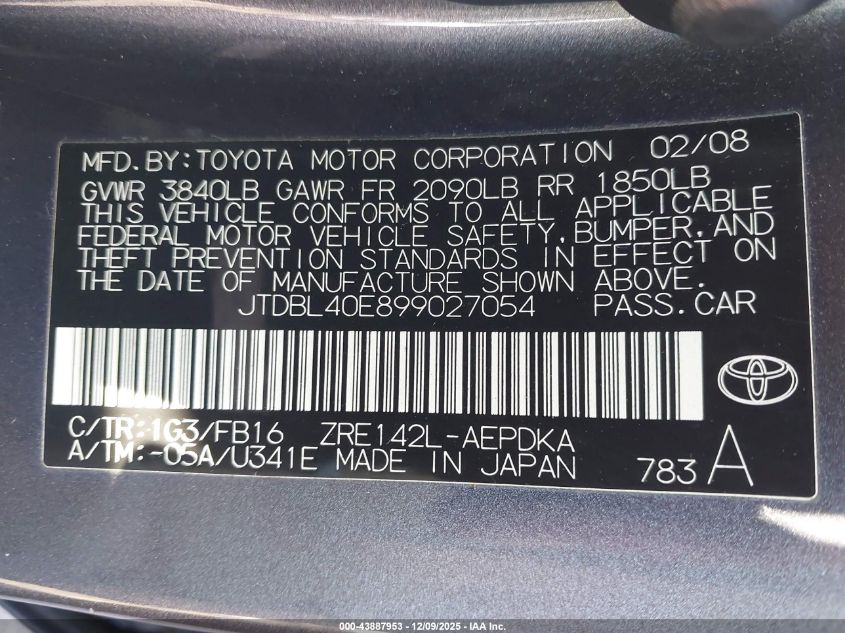 MFD.BY:TOYOTA MOTOR CORPORATION 02/08
GVWR 3840LB GAWR FR 2090LB RR 1850LB
THIS VEHICLE CONFORMS TO ALL APPLICABLE
FEDERAL MOTOR VEHICLE SAFETY,BUMPER,AND
THEFT PREVENTION STANDARDS IN EFFECT ON
THE DATE OF MANUFACTURE SHOWN ABOVE.
JTDBL40E899027054 PASS.CAR
C/TR:1G3/FB16 ZRE142L-AEPDKA
A/TM:-05A/U341E MADE IN JAPAN 783 A
000-43887953 | 12/09/2025 | IAA Inc.